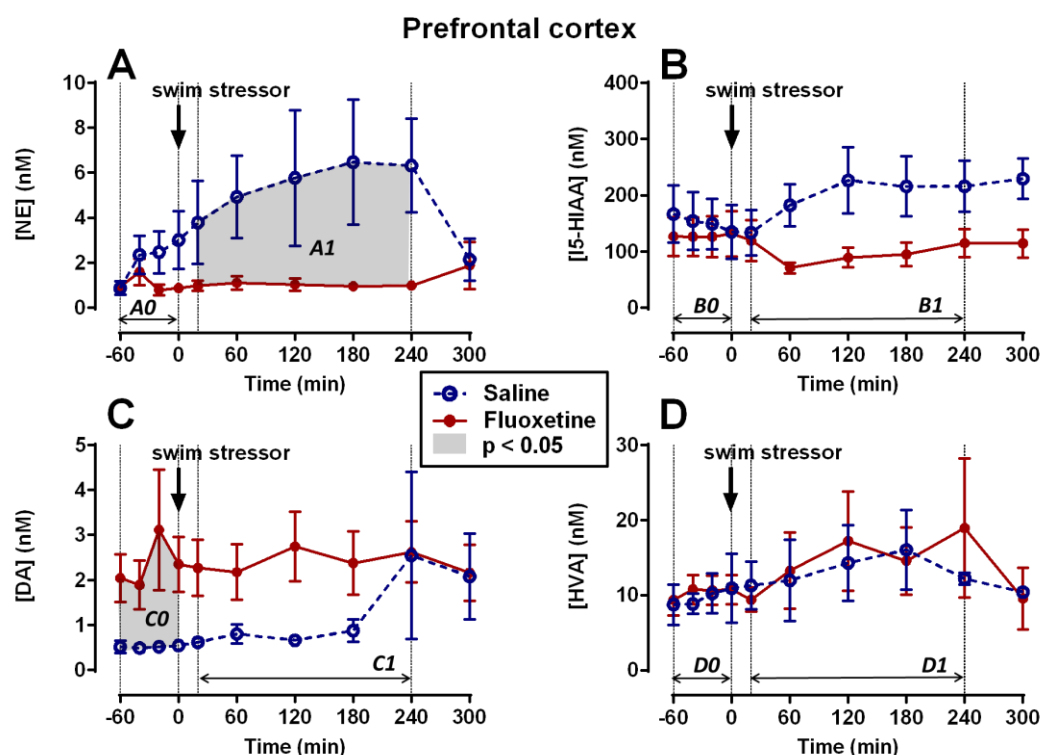 Prefrontal cortex
A
swim stressor
[NE] (nM)
10
8
6
4
2
0
A1
A0
-60 0 60 120 180 240 300
Time (min)
B
swim stressor
[I5-HIAA] (nM)
400
300
200
100
0
B0
B1
-60 0 60 120 180 240 300
Time (min)
Saline
Fluoxetine
p < 0.05
C
swim stressor
[DA] (nM)
5
4
3
2
1
0
C0
C1
-60 0 60 120 180 240 300
Time (min)
D
swim stressor
[HVA] (nM)
30
20
10
0
D0
D1
-60 0 60 120 180 240 300
Time (min)